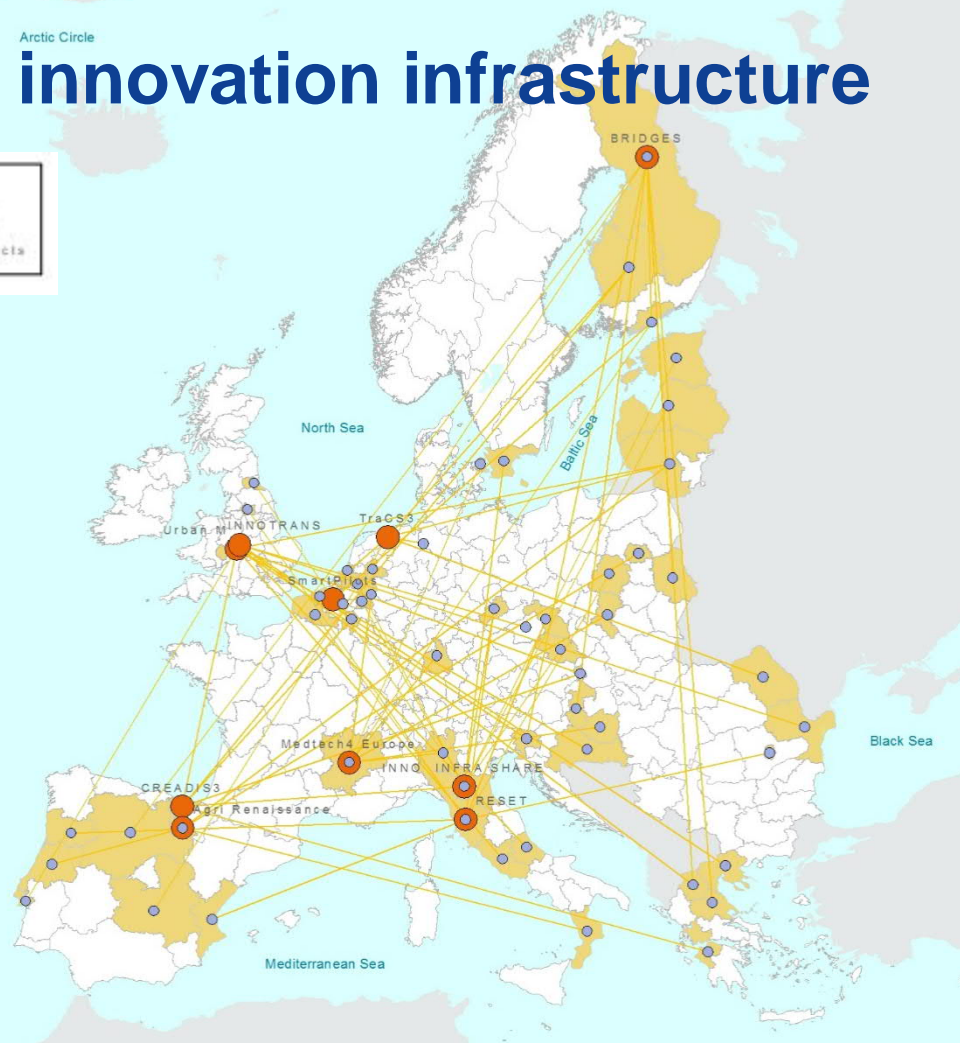 Arctic Circle
innovation infrastructure
BRIDGES
North Sea
Baltic Sea
TraCS3
INNOTRANS
SmartPilots
Black Sea
Medtech4 Europe
INNO INFRA SHARE
CREADIS3
RESET
Agri Renaissance
Mediterranean Sea